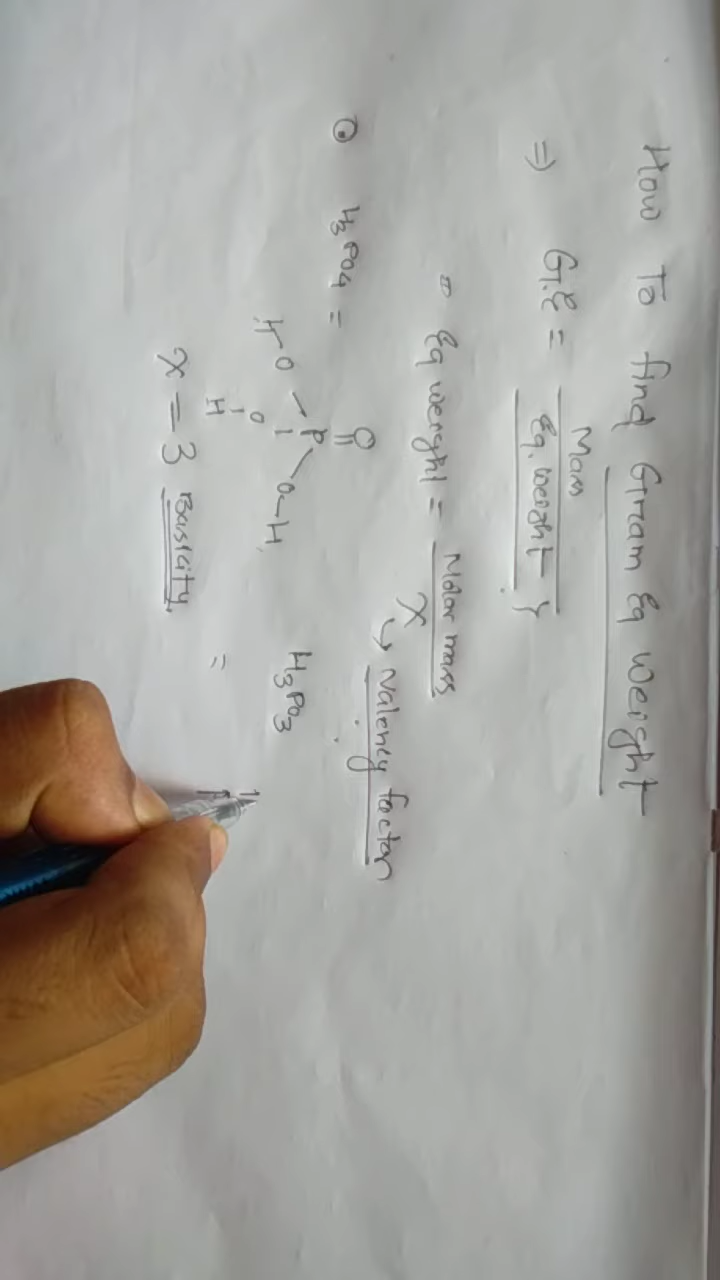 How To find Gram Eq weight
⇒ G.E = Mass
Eq. weight }
⇒ Eq weight = Molar mass
x
↳ Valency factor
⊙ H3PO4 =
O
||
H O – P – O – H
|
O
|
H
x = 3 Basicity
H3PO3
=
P